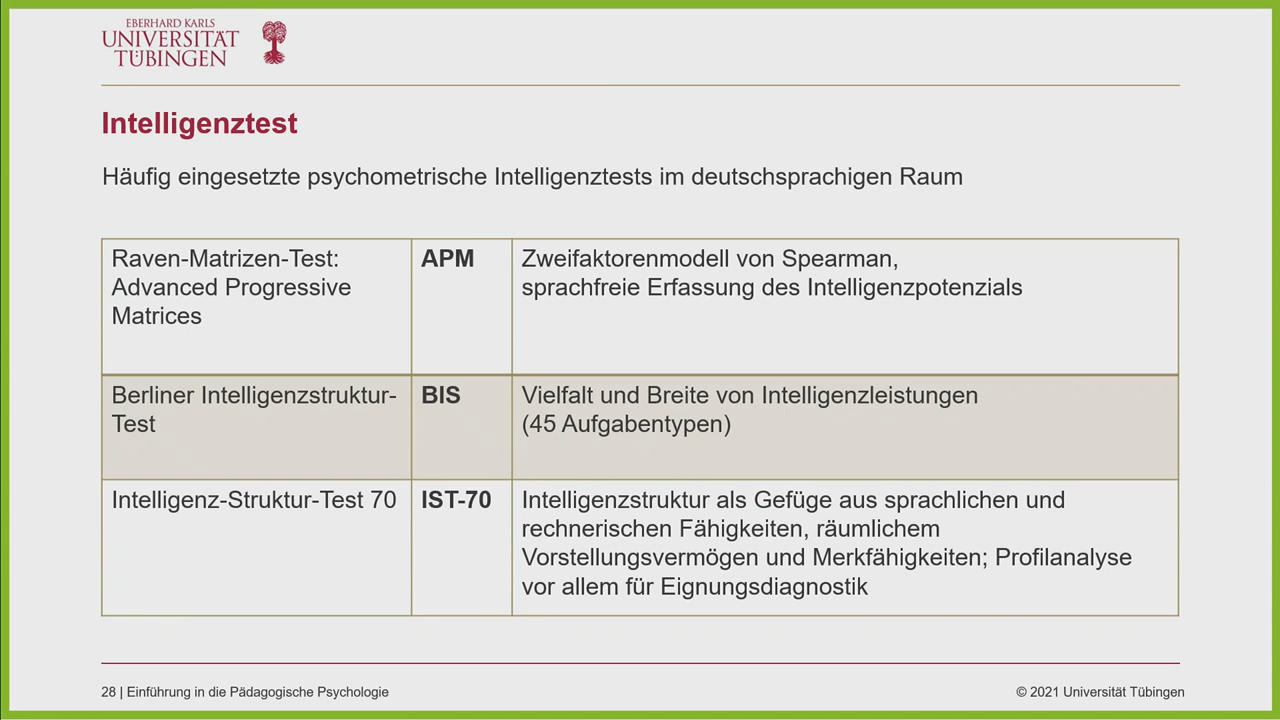 EBERHARD KARLS
UNIVERSITÄT
TÜBINGEN
Intelligenztest
Häufig eingesetzte psychometrische Intelligenztests im deutschsprachigen Raum
Raven-Matrizen-Test:
Advanced Progressive
Matrices
APM
Zweifaktorenmodell von Spearman,
sprachfreie Erfassung des Intelligenzpotenzials
Berliner Intelligenzstruktur-
Test
BIS
Vielfalt und Breite von Intelligenzleistungen
(45 Aufgabentypen)
Intelligenz-Struktur-Test 70
IST-70
Intelligenzstruktur als Gefüge aus sprachlichen und
rechnerischen Fähigkeiten, räumlichem
Vorstellungsvermögen und Merkfähigkeiten; Profilanalyse
vor allem für Eignungsdiagnostik
28 | Einführung in die Pädagogische Psychologie
© 2021 Universität Tübingen